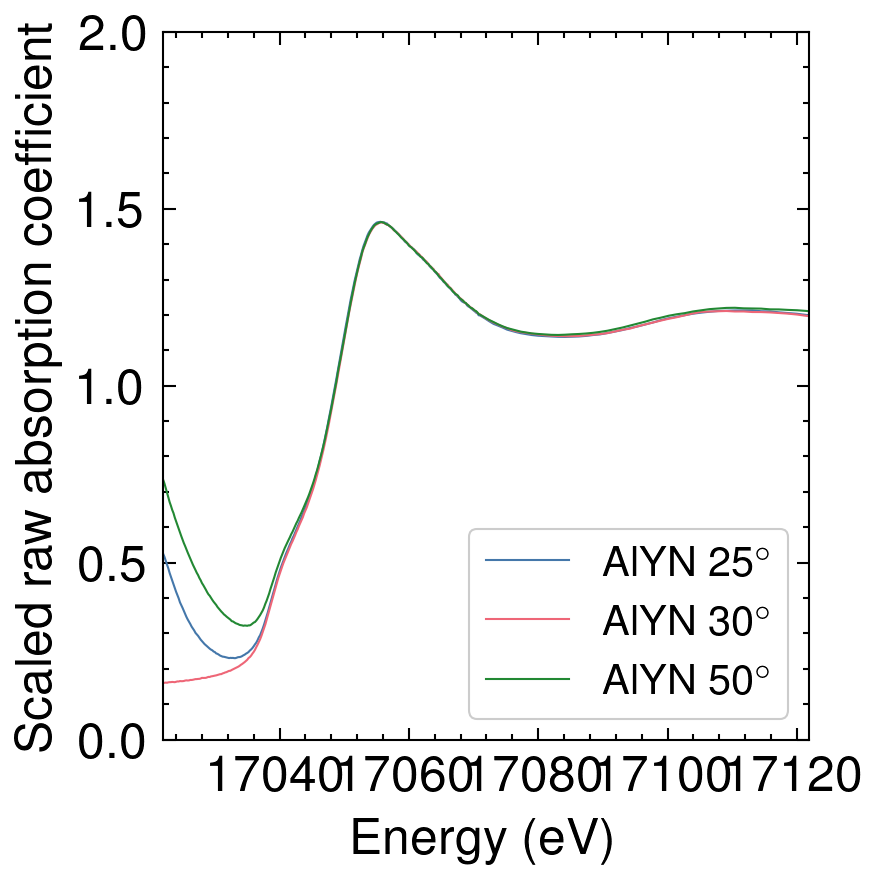 Scaled raw absorption coefficient
2.0
1.5
1.0
0.5
0.0
AlYN 25°
AlYN 30°
AlYN 50°
17040 17060 17080 17100 17120
Energy (eV)